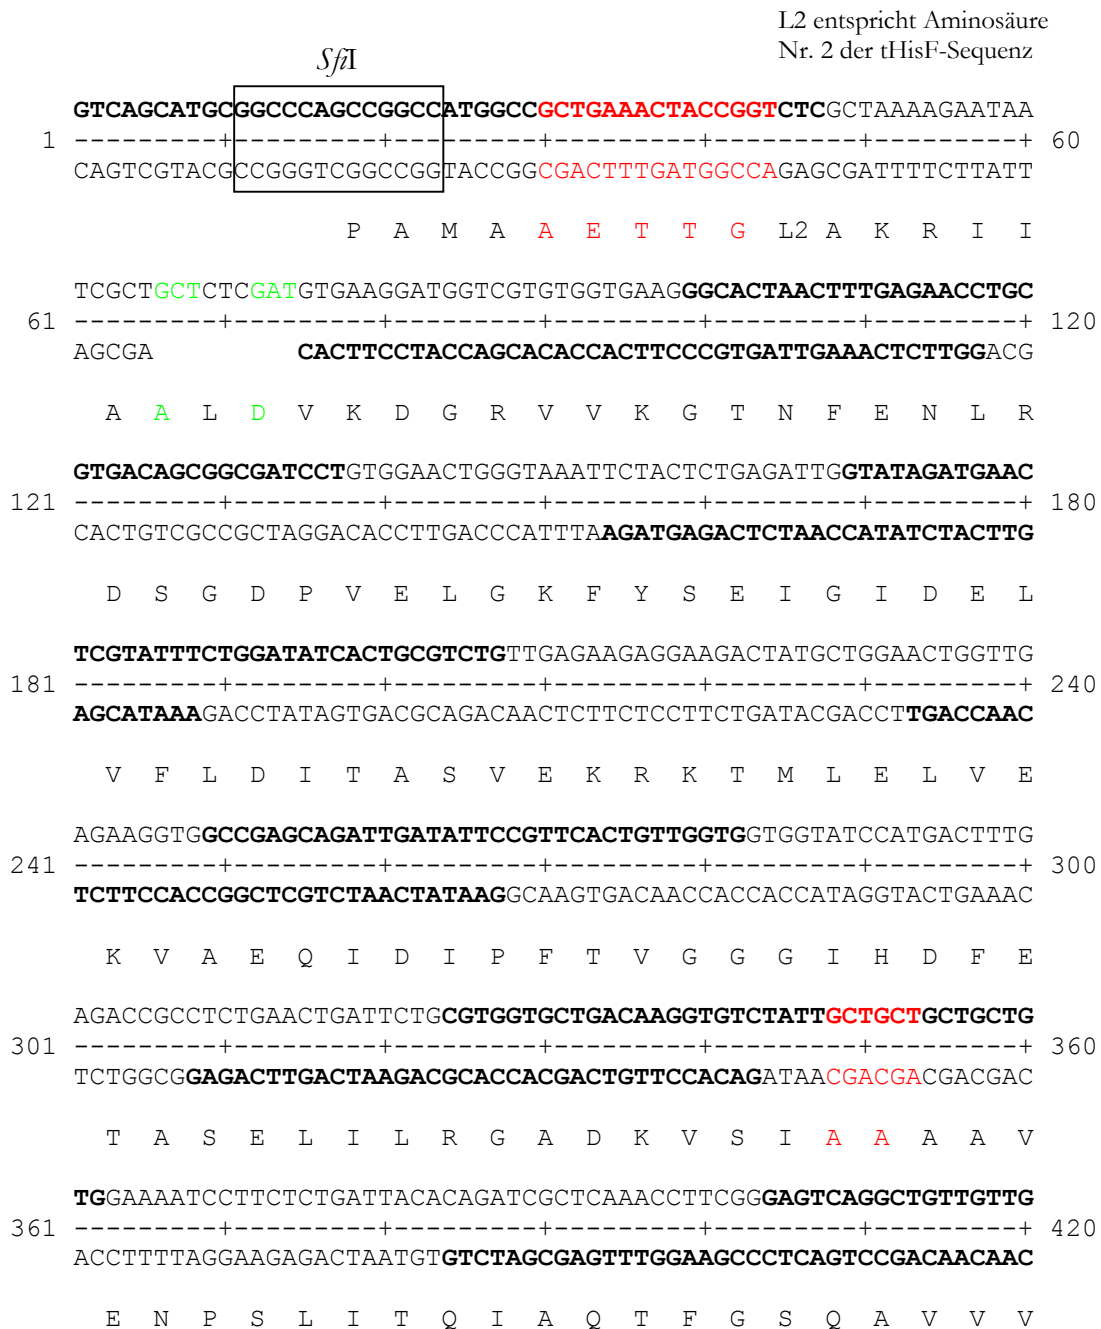 L2 entspricht Aminosäure
Nr. 2 der tHisF-Sequenz
SfiI
GTCAGCATGCGGCCCAGCCGGCCATGGCCGCTGAAACTACCGGTCTCGCTAAAAGAATAA
1 ---------+---------+---------+---------+---------+---------+ 60
CAGTCGTACGCCGGGTCGGCCGGTACCGGCGACTTTGATGGCCAGAGCGATTTTCTTATT
P A M A A E T T G L2 A K R I I
TCGCTGCTCTCGATGTGAAGGATGGTCGTGTGGTGAAGGGCACTAACTTTGAGAACCTGC
61 ---------+---------+---------+---------+---------+---------+ 120
AGCGA CACTTCCTACCAGCACACCACTTCCCGTGATTGAAACTCTTGGACG
A A L D V K D G R V V K G T N F E N L R
GTGACAGCGGCGATCCTGTGGAACTGGGTAAATTCTACTCTGAGATTGGTATAGATGAAC
121 ---------+---------+---------+---------+---------+---------+ 180
CACTGTCGCCGCTAGGACACCTTGACCCATTTAAGATGAGACTCTAACCATATCTACTTG
D S G D P V E L G K F Y S E I G I D E L
TCGTATTTCTGGATATCACTGCGTCTGTTGAGAAGAGGAAGACTATGCTGGAACTGGTTG
181 ---------+---------+---------+---------+---------+---------+ 240
AGCATAAAGACCTATAGTGACGCAGACAACTCTTCTCCTTCTGATACGACCTTGACCAAC
V F L D I T A S V E K R K T M L E L V E
AGAAGGTGGCCGAGCAGATTGATATTCCGTTCACTGTTGGTGGTGGTATCCATGACTTTG
241 ---------+---------+---------+---------+---------+---------+ 300
TCTTCCACCGGCTCGTCTAACTATAAGGCAAGTGACAACCACCACCATAGGTACTGAAAC
K V A E Q I D I P F T V G G G I H D F E
AGACCGCCTCTGAACTGATTCTGCGTGGTGCTGACAAGGTGTCTATTGCTGCTGCTGCTG
301 ---------+---------+---------+---------+---------+---------+ 360
TCTGGCGGAGACTTGACTAAGACGCACCACGACTGTTCCACAGATAACGACGACGACGAC
T A S E L I L R G A D K V S I A A A A V
TGGAAAATCCTTCTCTGATTACACAGATCGCTCAAACCTTCGGGAGTCAGGCTGTTGTTG
361 ---------+---------+---------+---------+---------+---------+ 420
ACCTTTTAGGAAGAGACTAATGTGTCTAGCGAGTTTGGAAGCCCTCAGTCCGACAACAAC
E N P S L I T Q I A Q T F G S Q A V V V